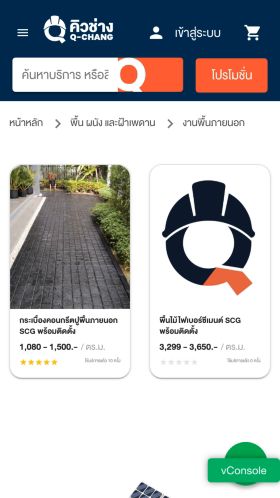 คิวช่าง
Q-CHANG
เข้าสู่ระบบ
ค้นหาบริการ หรือสิ
โปรโมชั่น
หน้าหลัก > พื้น ผนัง และฝ้าเพดาน > งานพื้นภายนอก
กระเบื้องคอนกรีตปูพื้นภายนอก
SCG พร้อมติดตั้ง
1,080 - 1,500.- / ตร.ม.
ใช้บริการแล้ว 10 ครั้ง
พื้นไม้ไฟเบอร์ซีเมนต์ SCG
พร้อมติดตั้ง
3,299 - 3,650.- / ตร.ม.
ใช้บริการแล้ว 0 ครั้ง
vConsole